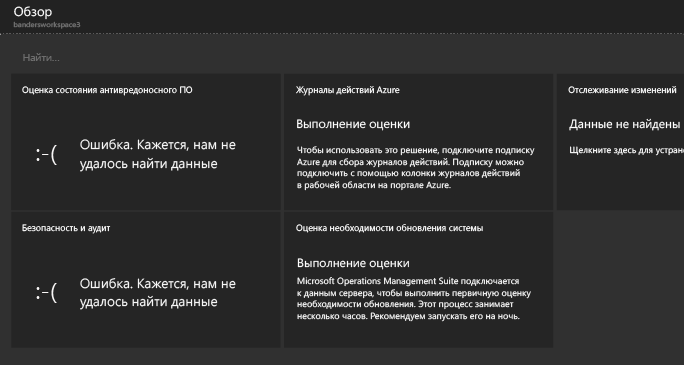 Обзор
bandersworkspace3
Найти...
Оценка состояния антивредоносного ПО
:-(
Ошибка. Кажется, нам не
удалось найти данные
Журналы действий Azure
Выполнение оценки
Чтобы использовать это решение, подключите подписку
Azure для сбора журналов действий. Подписку можно
подключить с помощью колонки журналов действий
в рабочей области на портале Azure.
Отслеживание изменений
Данные не найдены
Щелкните здесь для устран
Безопасность и аудит
:-(
Ошибка. Кажется, нам не
удалось найти данные
Оценка необходимости обновления системы
Выполнение оценки
Microsoft Operations Management Suite подключается
к данным сервера, чтобы выполнить первичную оценку
необходимости обновления. Этот процесс занимает
несколько часов. Рекомендуем запускать его на ночь.